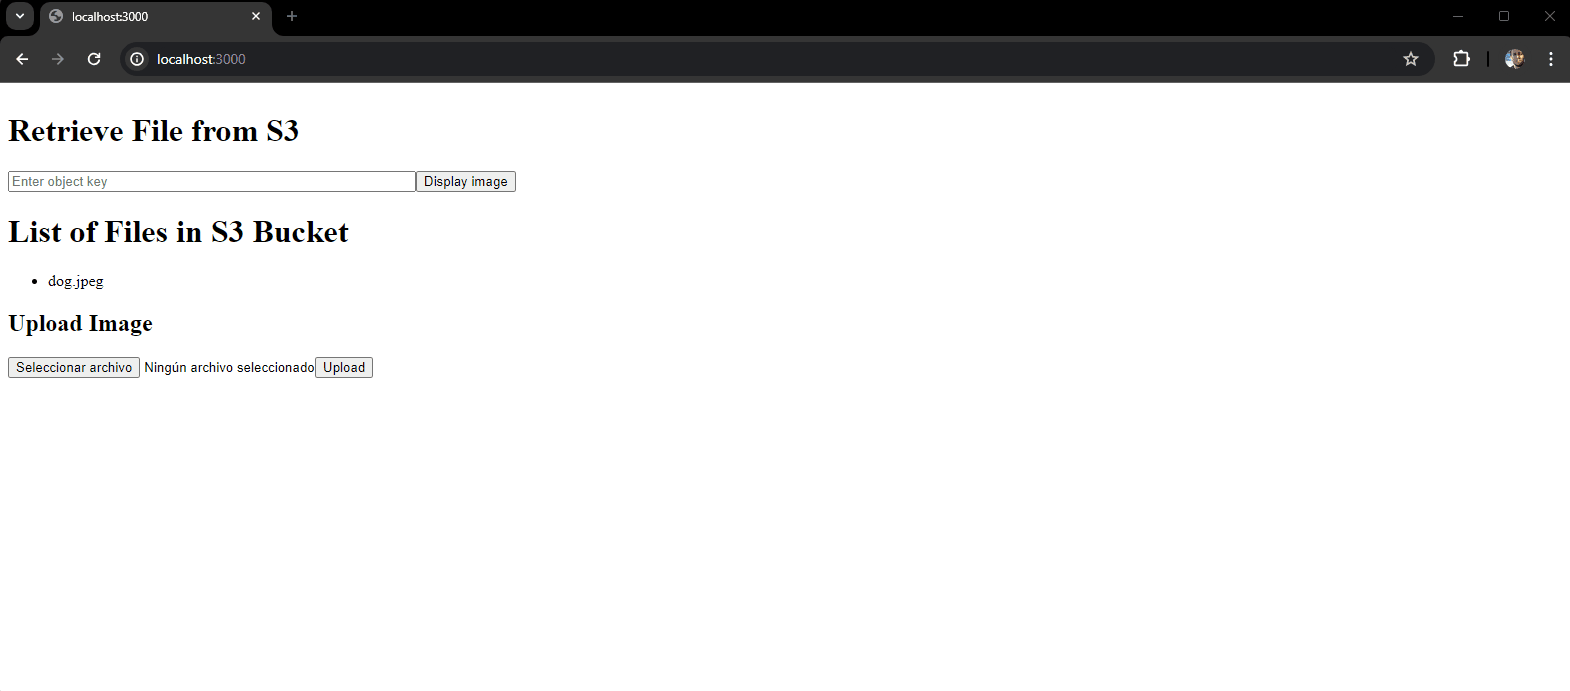 localhost:3000
localhost:3000
Retrieve File from S3
Enter object key Display image
List of Files in S3 Bucket
dog.jpeg
Upload Image
Seleccionar archivo Ningún archivo seleccionado Upload